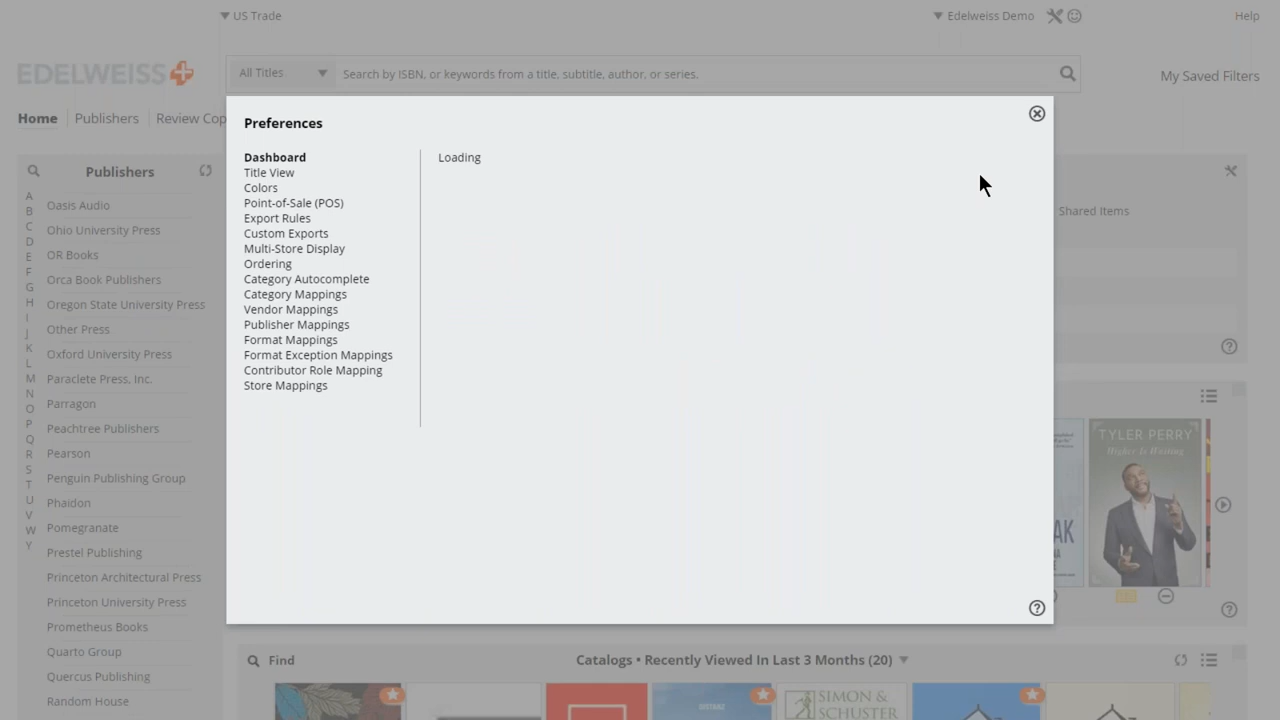 US Trade
Edelweiss Demo
Help
EDELWEISS
All Titles
Search by ISBN, or keywords from a title, subtitle, author, or series.
My Saved Filters
Home
Publishers
Review Cop
Preferences
Dashboard
Title View
Colors
Point-of-Sale (POS)
Export Rules
Custom Exports
Multi-Store Display
Ordering
Category Autocomplete
Category Mappings
Vendor Mappings
Publisher Mappings
Format Mappings
Format Exception Mappings
Contributor Role Mapping
Store Mappings
Loading
Publishers
A
B
C
D
E
F
G
H
I
J
K
L
M
N
O
P
Q
R
S
T
U
V
W
Y
Oasis Audio
Ohio University Press
OR Books
Orca Book Publishers
Oregon State University Press
Other Press
Oxford University Press
Paraclete Press, Inc.
Parragon
Peachtree Publishers
Pearson
Penguin Publishing Group
Phaidon
Pomegranate
Prestel Publishing
Princeton Architectural Press
Princeton University Press
Prometheus Books
Quarto Group
Quercus Publishing
Random House
Shared Items
TYLER PERRY
Higher Is Waiting
Find
Catalogs • Recently Viewed In Last 3 Months (20)
SIMON &
SCHUSTER